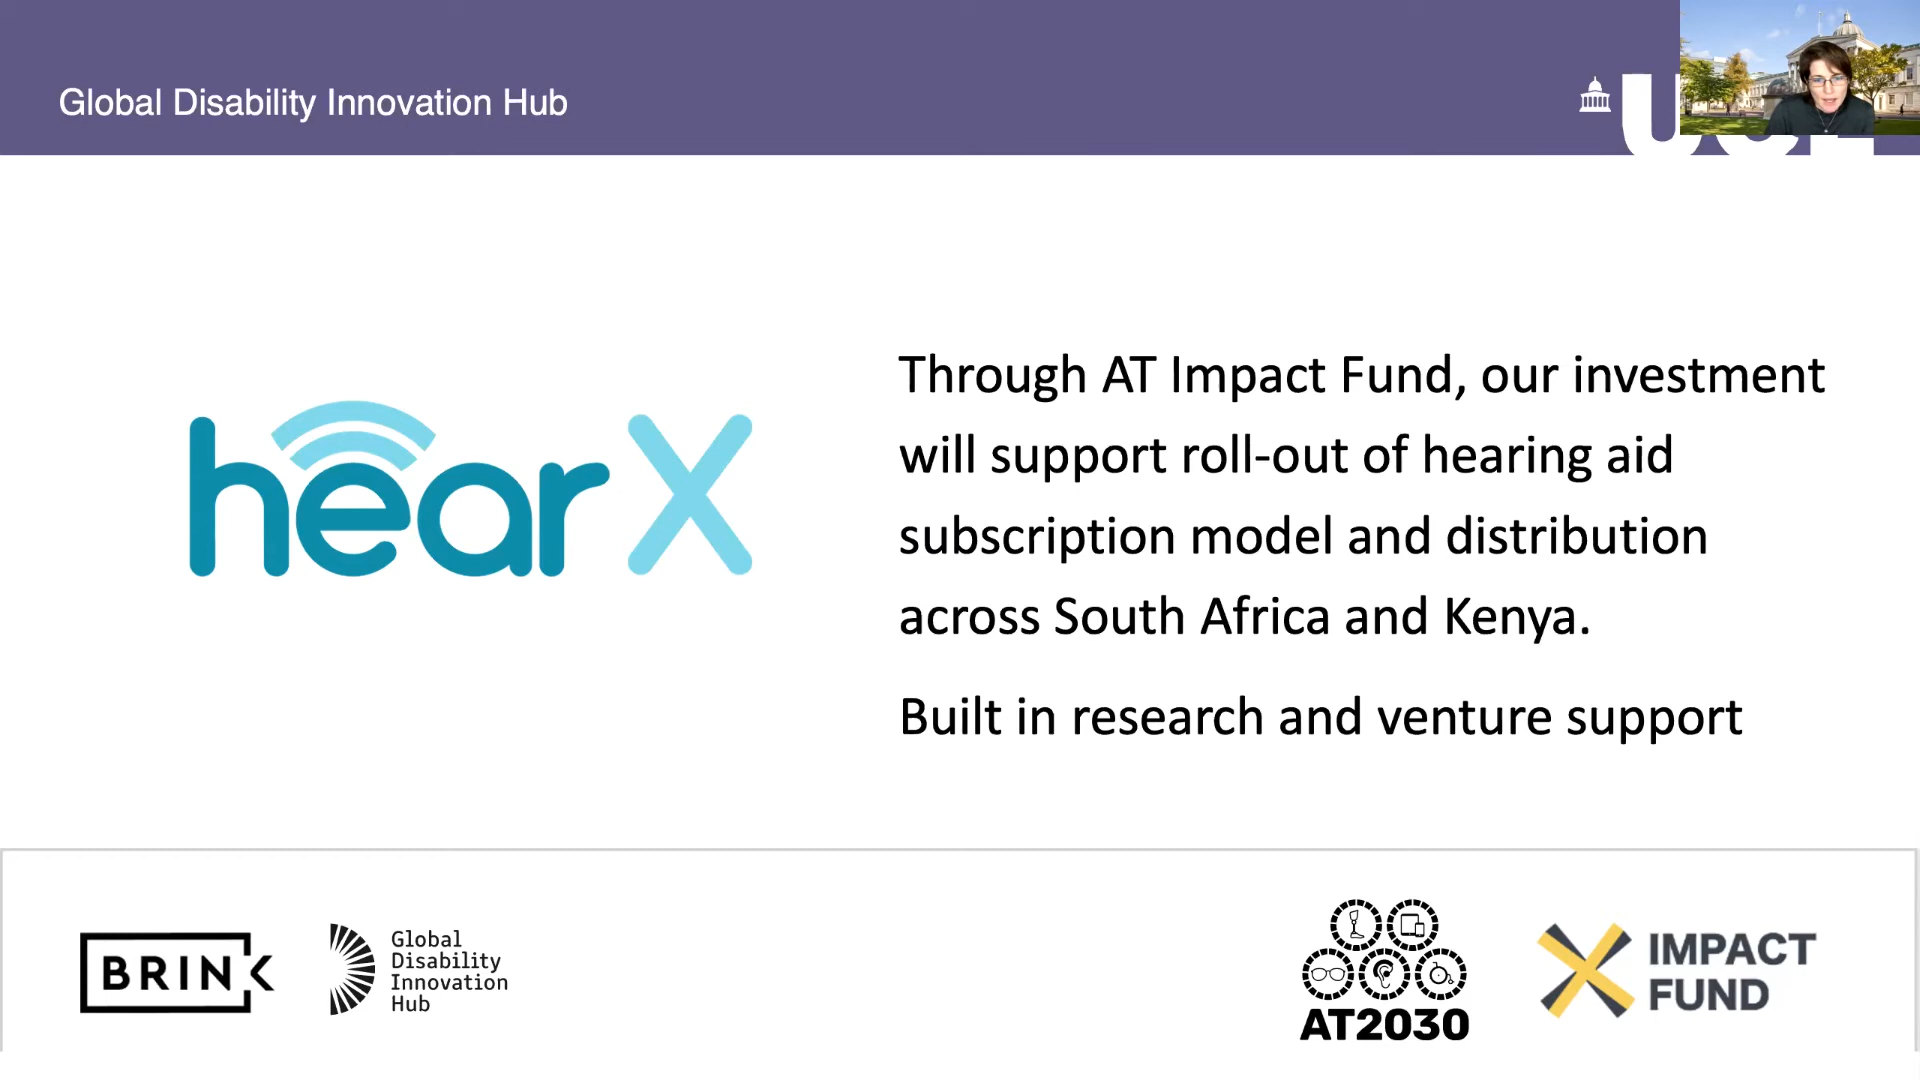 Global Disability Innovation Hub
hearX
Through AT Impact Fund, our investment
will support roll-out of hearing aid
subscription model and distribution
across South Africa and Kenya.
Built in research and venture support
BRINK
Global
Disability
Innovation
Hub
AT2030
IMPACT
FUND